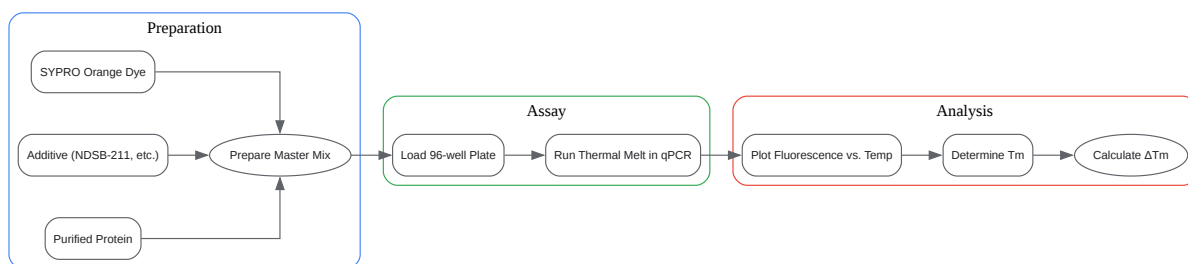 Preparation
SYPRO Orange Dye
Additive (NDSB-211, etc.)
Purified Protein
Prepare Master Mix
Assay
Load 96-well Plate
Run Thermal Melt in qPCR
Analysis
Plot Fluorescence vs. Temp
Determine Tm
Calculate ΔTm